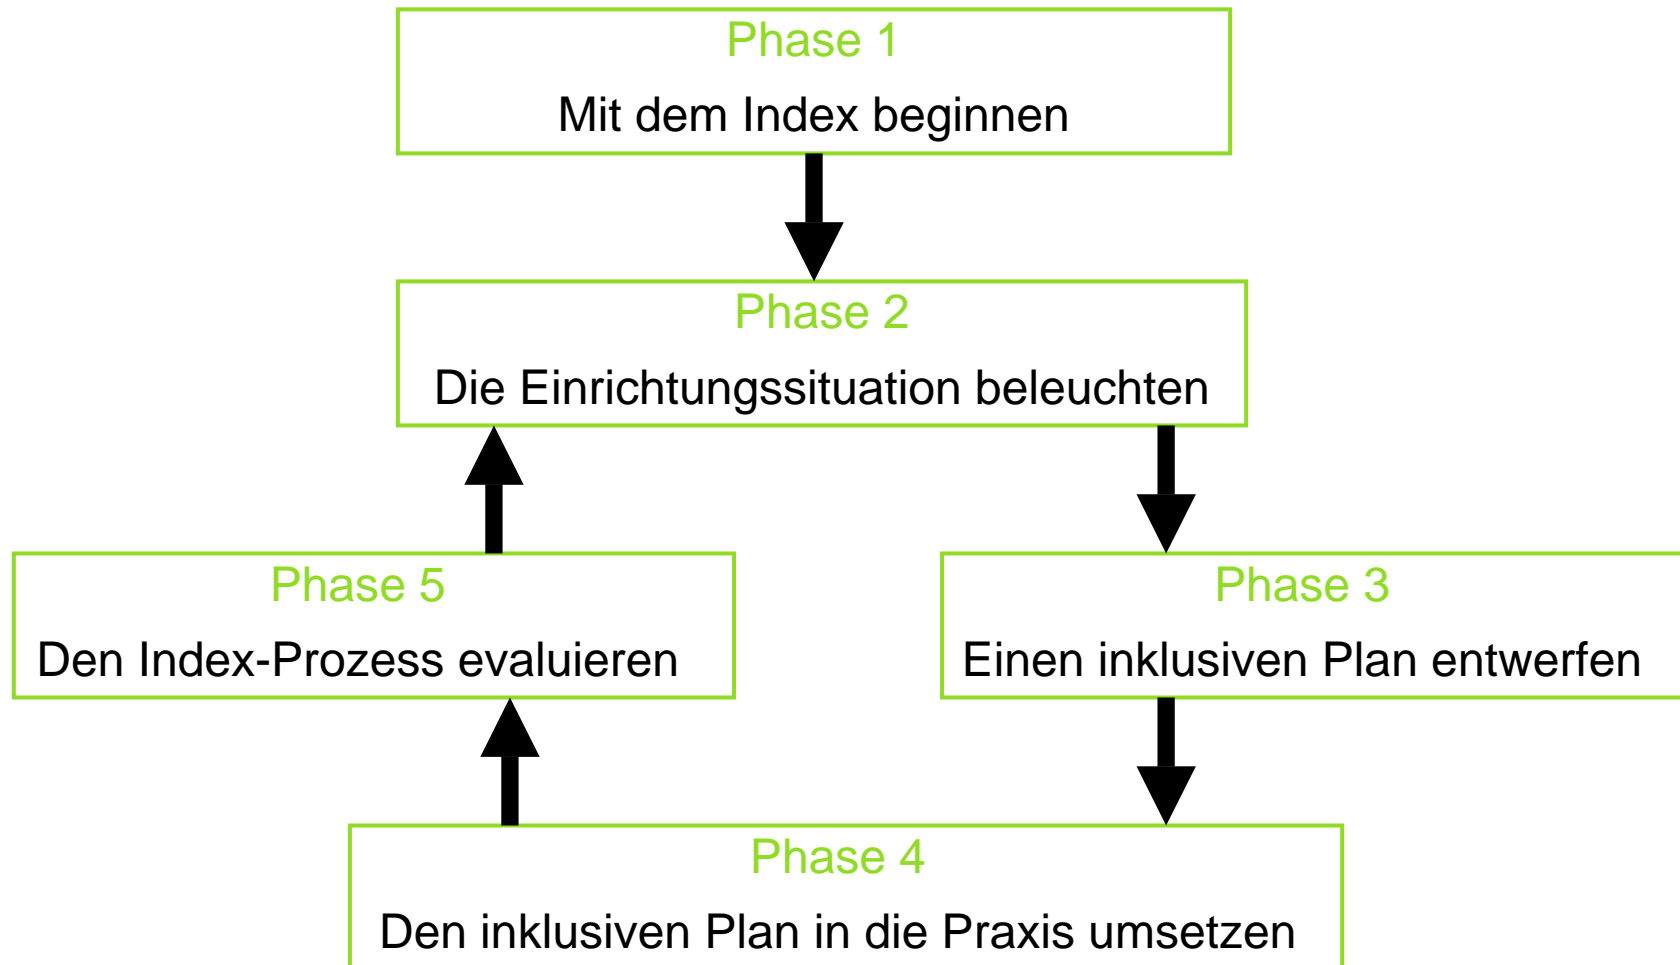 Phase 1
Mit dem Index beginnen
Phase 2
Die Einrichtungssituation beleuchten
Phase 5
Den Index-Prozess evaluieren
Phase 3
Einen inklusiven Plan entwerfen
Phase 4
Den inklusiven Plan in die Praxis umsetzen